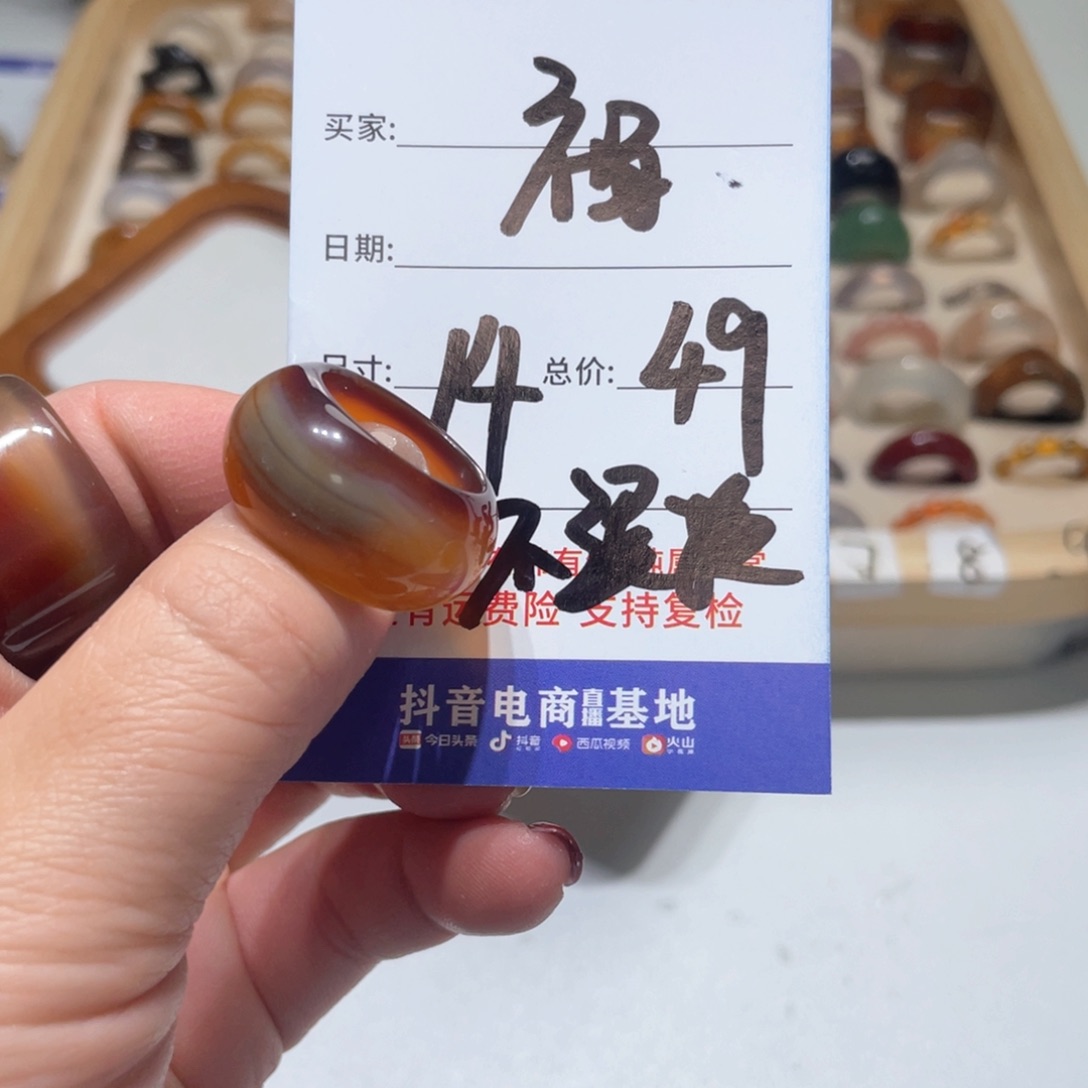 买家: 福
日期:
尺寸: 14 总价: 49
不退换
有运费险 支持复检
抖音电商直播基地
今日头条 抖音 西瓜视频 火山
7 8